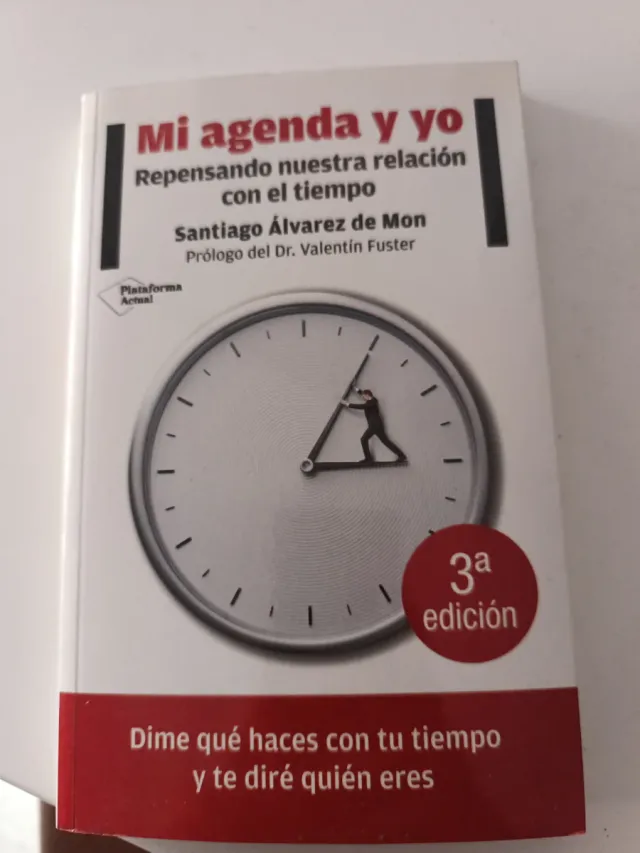 Mi agenda y yo
Repensando nuestra relación
con el tiempo
Santiago Álvarez de Mon
Prólogo del Dr. Valentín Fuster
Plataforma
Actual
3ª
edición
Dime qué haces con tu tiempo
y te diré quién eres